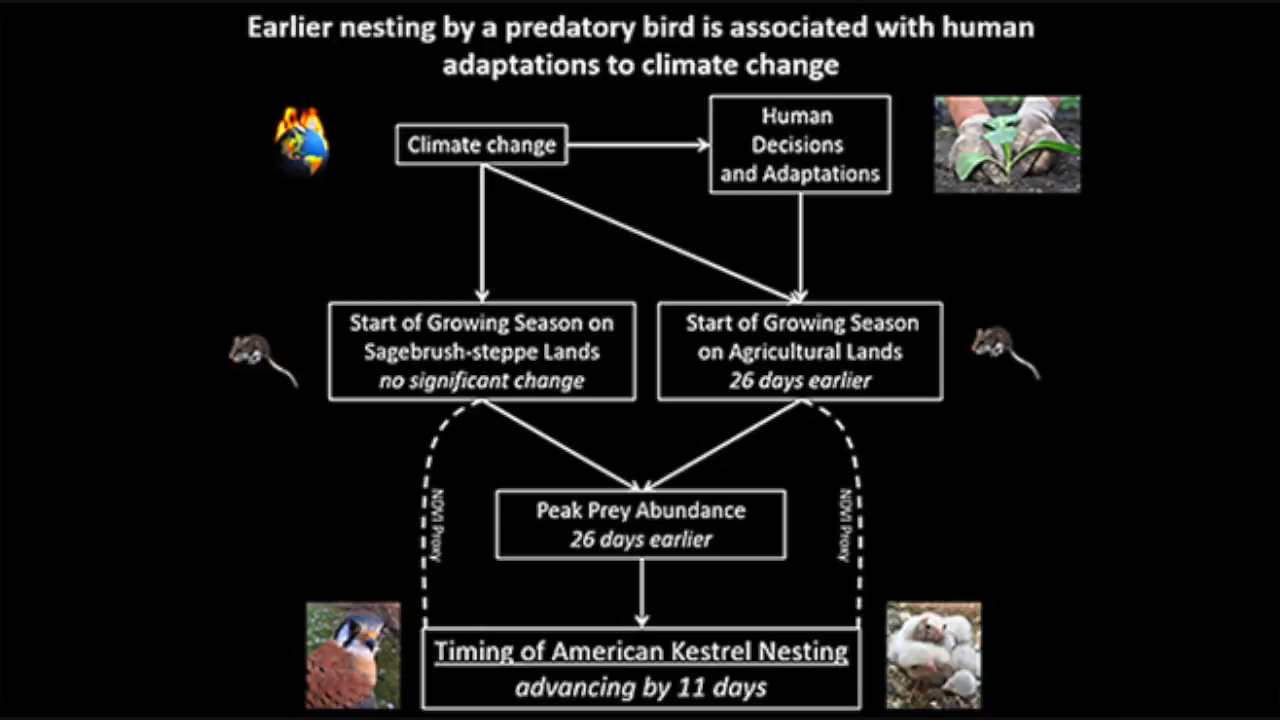 Earlier nesting by a predatory bird is associated with human
adaptations to climate change
Climate change
Human
Decisions
and Adaptations
Start of Growing Season on
Sagebrush-steppe Lands
no significant change
Start of Growing Season
on Agricultural Lands
26 days earlier
NDVI Proxy
NDVI Proxy
Peak Prey Abundance
26 days earlier
Timing of American Kestrel Nesting
advancing by 11 days